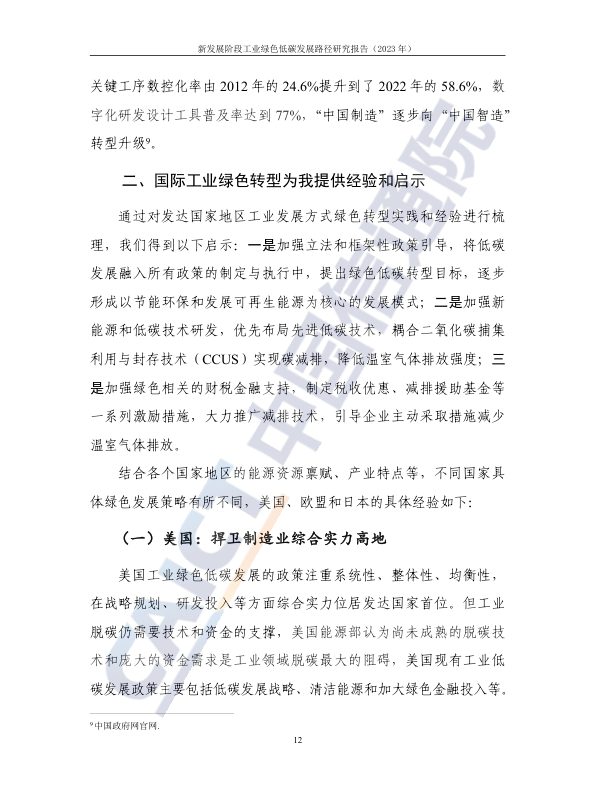 新发展阶段工业绿色低碳发展路径研究报告（2023 年）
关键工序数控化率由 2012 年的 24.6%提升到了 2022 年的 58.6%，数
字化研发设计工具普及率达到 77%，“中国制造”逐步向“中国智造”
转型升级⁹。
二、国际工业绿色转型为我提供经验和启示
通过对发达国家地区工业发展方式绿色转型实践和经验进行梳
理，我们得到以下启示：一是加强立法和框架性政策引导，将低碳
发展融入所有政策的制定与执行中，提出绿色低碳转型目标，逐步
形成以节能环保和发展可再生能源为核心的发展模式；二是加强新
能源和低碳技术研发，优先布局先进低碳技术，耦合二氧化碳捕集
利用与封存技术（CCUS）实现碳减排，降低温室气体排放强度；三
是加强绿色相关的财税金融支持，制定税收优惠、减排援助基金等
一系列激励措施，大力推广减排技术，引导企业主动采取措施减少
温室气体排放。
结合各个国家地区的能源资源禀赋、产业特点等，不同国家具
体绿色发展策略有所不同，美国、欧盟和日本的具体经验如下：
（一）美国：捍卫制造业综合实力高地
美国工业绿色低碳发展的政策注重系统性、整体性、均衡性，
在战略规划、研发投入等方面综合实力位居发达国家首位。但工业
脱碳仍需要技术和资金的支撑，美国能源部认为尚未成熟的脱碳技
术和庞大的资金需求是工业领域脱碳最大的阻碍，美国现有工业低
碳发展政策主要包括低碳发展战略、清洁能源和加大绿色金融投入等。
⁹ 中国政府网官网.
12
CAICT 中国信通院